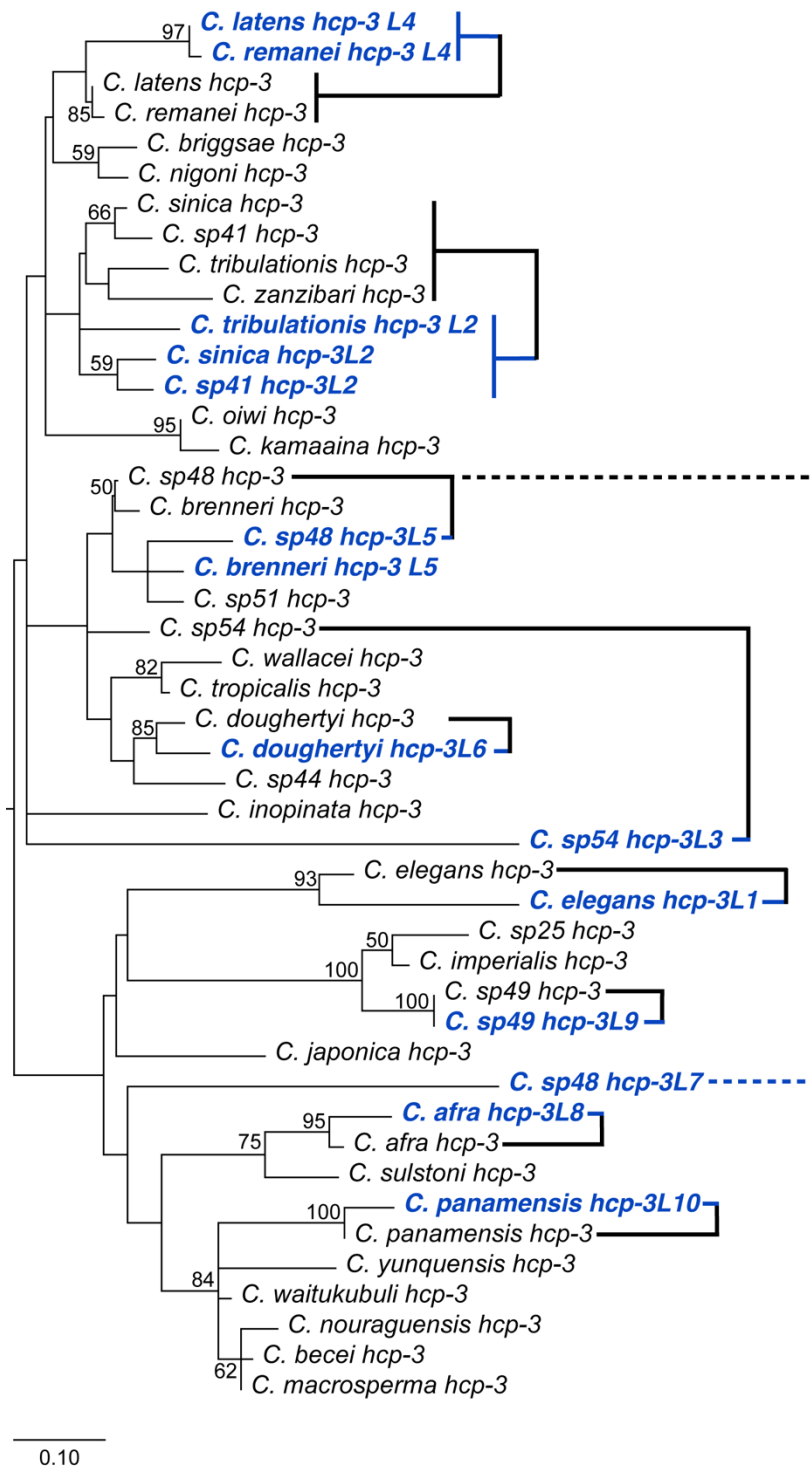 97
C. latens hcp-3 L4
C. remanei hcp-3 L4
C. latens hcp-3
85
C. remanei hcp-3
C. briggsae hcp-3
59
C. nigoni hcp-3
C. sinica hcp-3
66
C. sp41 hcp-3
C. tribulationis hcp-3
C. zanzibari hcp-3
C. tribulationis hcp-3 L2
C. sinica hcp-3L2
59
C. sp41 hcp-3L2
C. oiwi hcp-3
95
C. kamaaina hcp-3
C. sp48 hcp-3
50
C. brenneri hcp-3
C. sp48 hcp-3L5
C. brenneri hcp-3 L5
C. sp51 hcp-3
C. sp54 hcp-3
C. wallacei hcp-3
82
C. tropicalis hcp-3
C. doughertyi hcp-3
85
C. doughertyi hcp-3L6
C. sp44 hcp-3
C. inopinata hcp-3
C. sp54 hcp-3L3
C. elegans hcp-3
93
C. elegans hcp-3L1
C. sp25 hcp-3
50
C. imperialis hcp-3
100
C. sp49 hcp-3
100
C. sp49 hcp-3L9
C. japonica hcp-3
C. sp48 hcp-3L7
C. afra hcp-3L8
95
C. afra hcp-3
75
C. sulstoni hcp-3
C. panamensis hcp-3L10
100
C. panamensis hcp-3
C. yunquensis hcp-3
84
C. waitukubuli hcp-3
C. nouraguensis hcp-3
C. becei hcp-3
62
C. macrosperma hcp-3
0.10